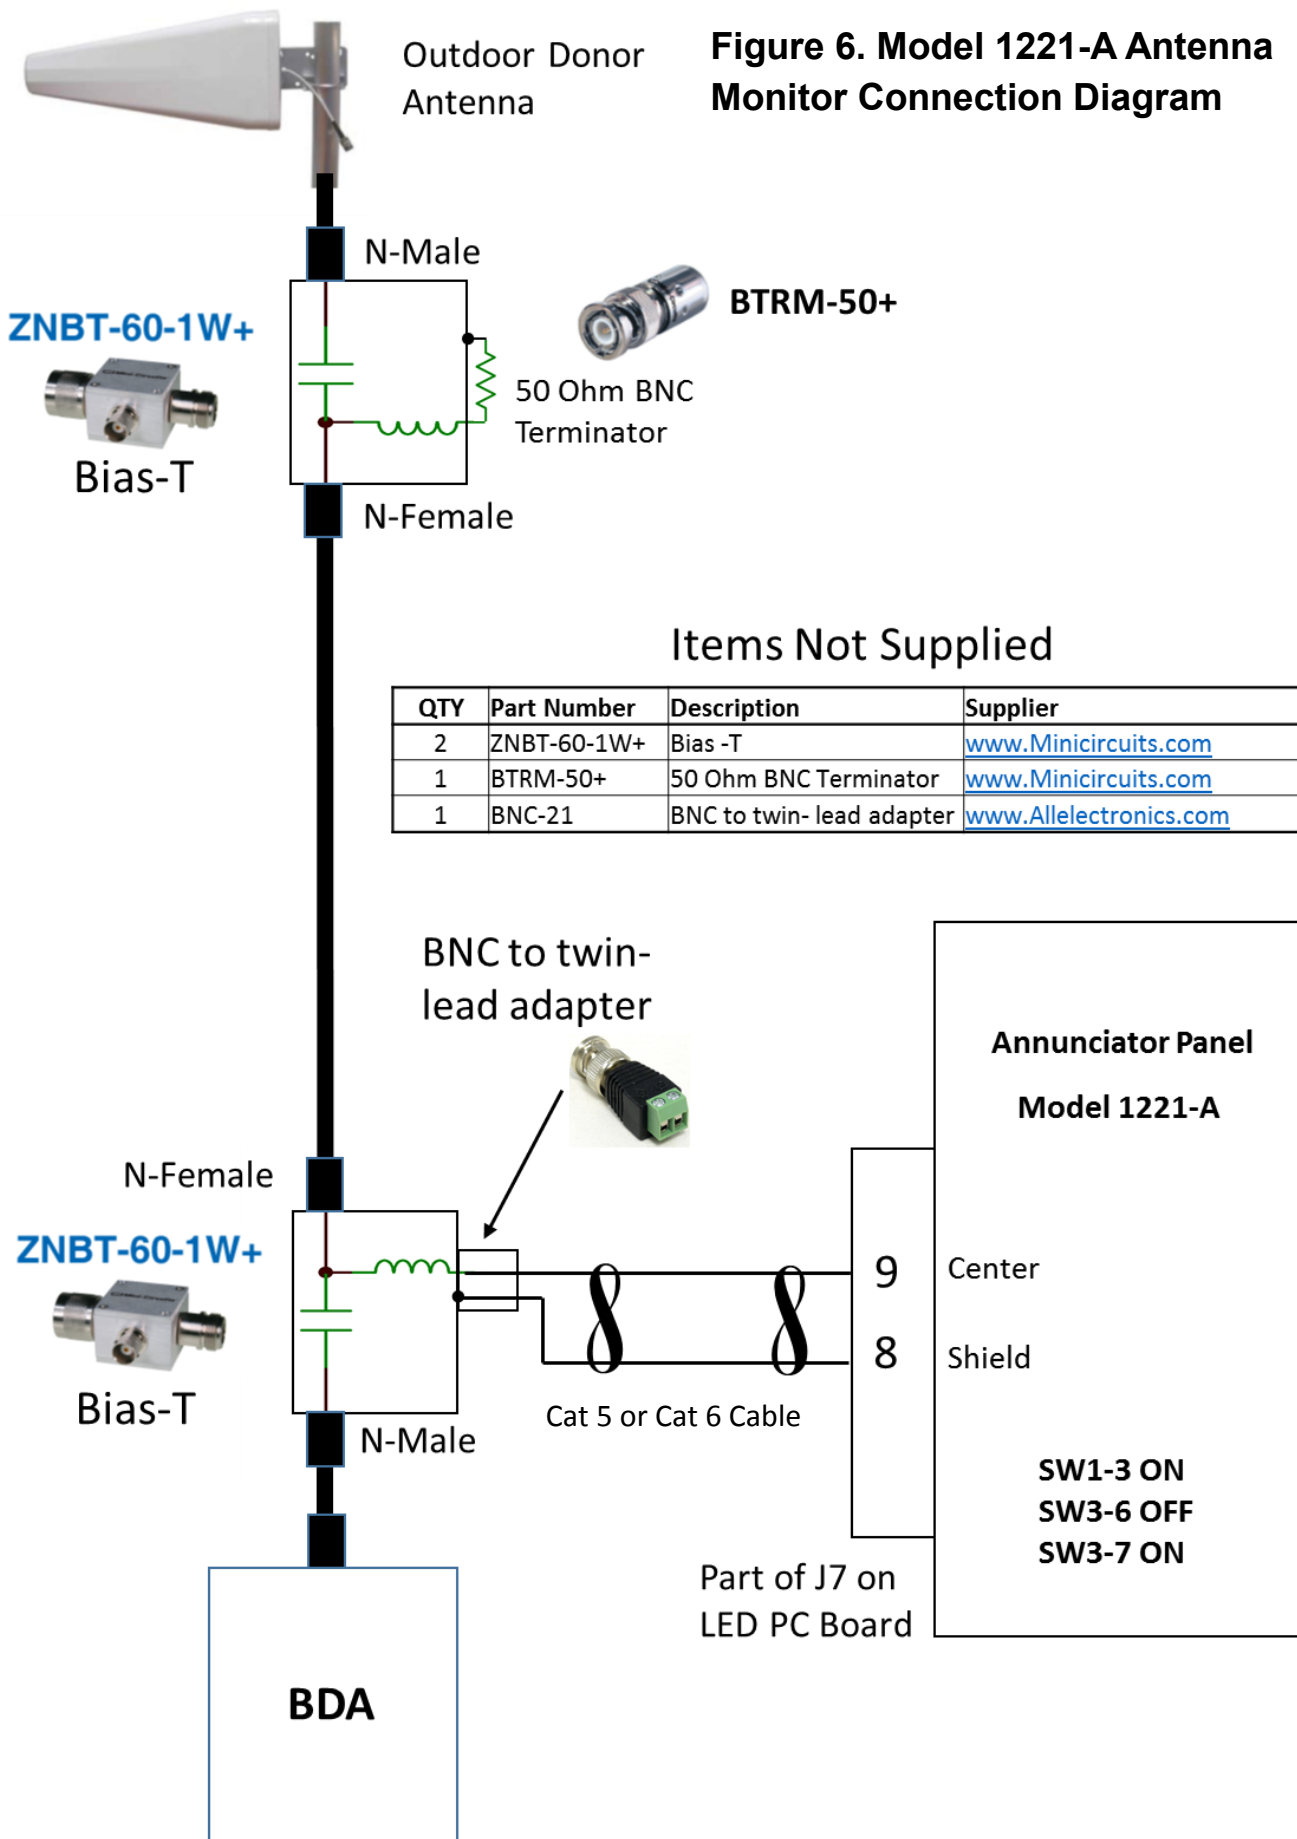 Figure 6. Model 1221-A Antenna
Monitor Connection Diagram
Outdoor Donor
Antenna
N-Male
ZNBT-60-1W+
BTRM-50+
50 Ohm BNC
Terminator
Bias-T
N-Female
Items Not Supplied
QTY Part Number Description Supplier
2 ZNBT-60-1W+ Bias -T www.Minicircuits.com
1 BTRM-50+ 50 Ohm BNC Terminator www.Minicircuits.com
1 BNC-21 BNC to twin- lead adapter www.Allelectronics.com
BNC to twin-
lead adapter
Annunciator Panel
Model 1221-A
N-Female
ZNBT-60-1W+
9 Center
8 Shield
Bias-T
Cat 5 or Cat 6 Cable
N-Male
SW1-3 ON
SW3-6 OFF
SW3-7 ON
Part of J7 on
LED PC Board
BDA